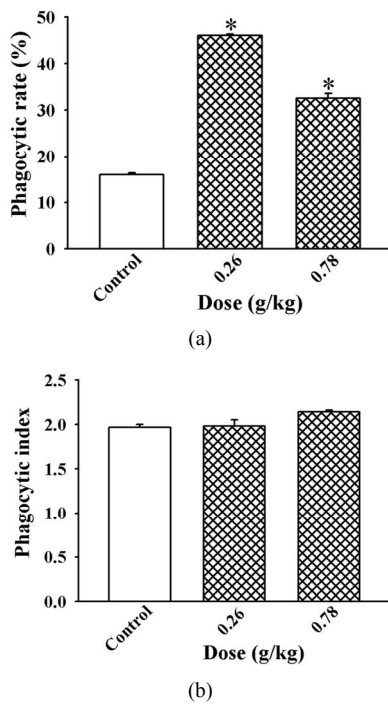 50
40
30
20
10
0
Phagocytic rate (%)
*
*
Control
0.26
0.78
Dose (g/kg)
(a)
2.5
2.0
1.5
1.0
0.5
0.0
Phagocytic index
Control
0.26
0.78
Dose (g/kg)
(b)